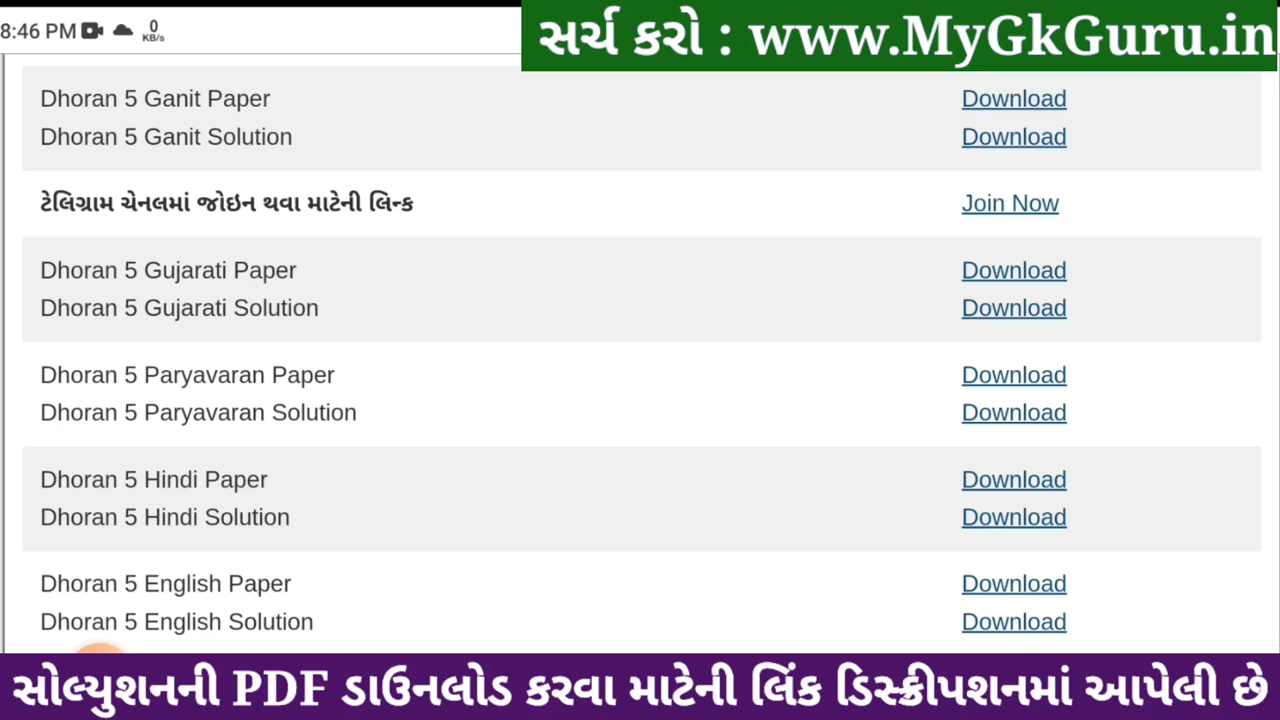 8:46 PM 0 KB/s
સર્ચ કરો : www.MyGkGuru.in
Dhoran 5 Ganit Paper Download
Dhoran 5 Ganit Solution Download
ટેલિગ્રામ ચેનલમાં જોઇન થવા માટેની લિન્ક Join Now
Dhoran 5 Gujarati Paper Download
Dhoran 5 Gujarati Solution Download
Dhoran 5 Paryavaran Paper Download
Dhoran 5 Paryavaran Solution Download
Dhoran 5 Hindi Paper Download
Dhoran 5 Hindi Solution Download
Dhoran 5 English Paper Download
Dhoran 5 English Solution Download
સોલ્યુશનની PDF ડાઉનલોડ કરવા માટેની લિંક ડિસ્ક્રીપશનમાં આપેલી છે